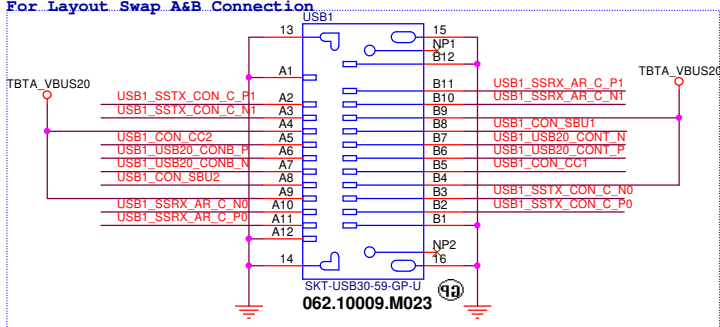 For Layout Swap A&B Connection
USB1
13
15
NP1
B12
A1
TBTA_VBUS20
TBTA_VBUS20
USB1_SSTX_CON_C_P1
A2
B11
USB1_SSRX_AR_C_P1
USB1_SSTX_CON_C_N1
A3
B10
USB1_SSRX_AR_C_N1
A4
B9
USB1_CON_CC2
A5
B8
USB1_CON_SBU1
USB1_USB20_CONB_P
A6
B7
USB1_USB20_CONT_N
USB1_USB20_CONB_N
A7
B6
USB1_USB20_CONT_P
USB1_CON_SBU2
A8
B5
USB1_CON_CC1
A9
B4
USB1_SSRX_AR_C_N0
A10
B3
USB1_SSTX_CON_C_N0
USB1_SSRX_AR_C_P0
A11
B2
USB1_SSTX_CON_C_P0
A12
B1
NP2
14
16
SKT-USB30-59-GP-U
062.10009.M023